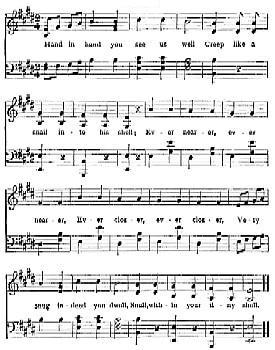 Hand in hand you see us well Creep like a
snail in - to his shell; Ev - er near - er, ev - er
near - er, Ev - er clos - er, ev - er clos - er, Very
snug in - deed you dwell, Snail, with - in your ti - ny shell.